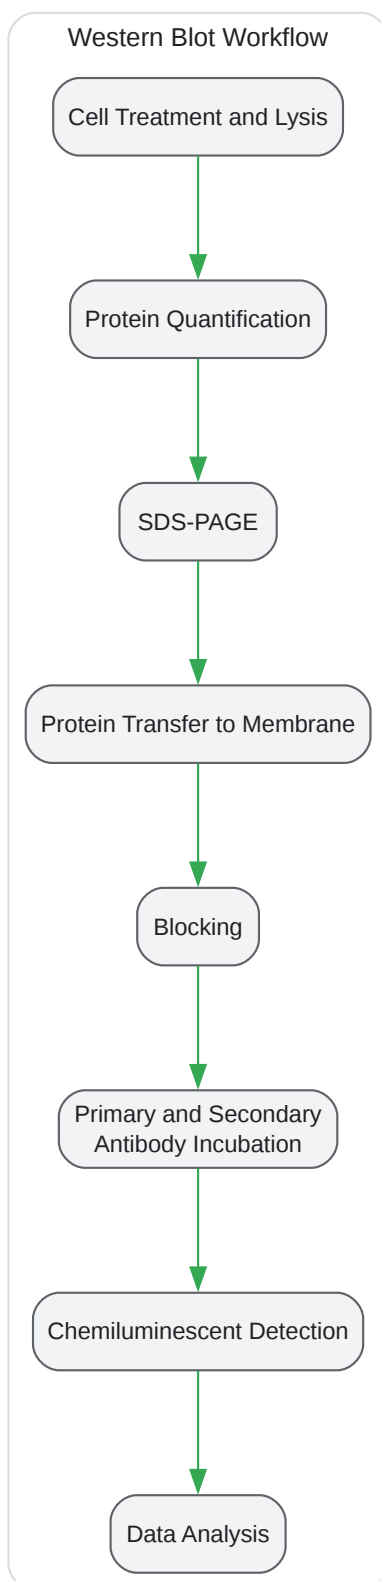 Western Blot Workflow
Cell Treatment and Lysis
Protein Quantification
SDS-PAGE
Protein Transfer to Membrane
Blocking
Primary and Secondary
Antibody Incubation
Chemiluminescent Detection
Data Analysis